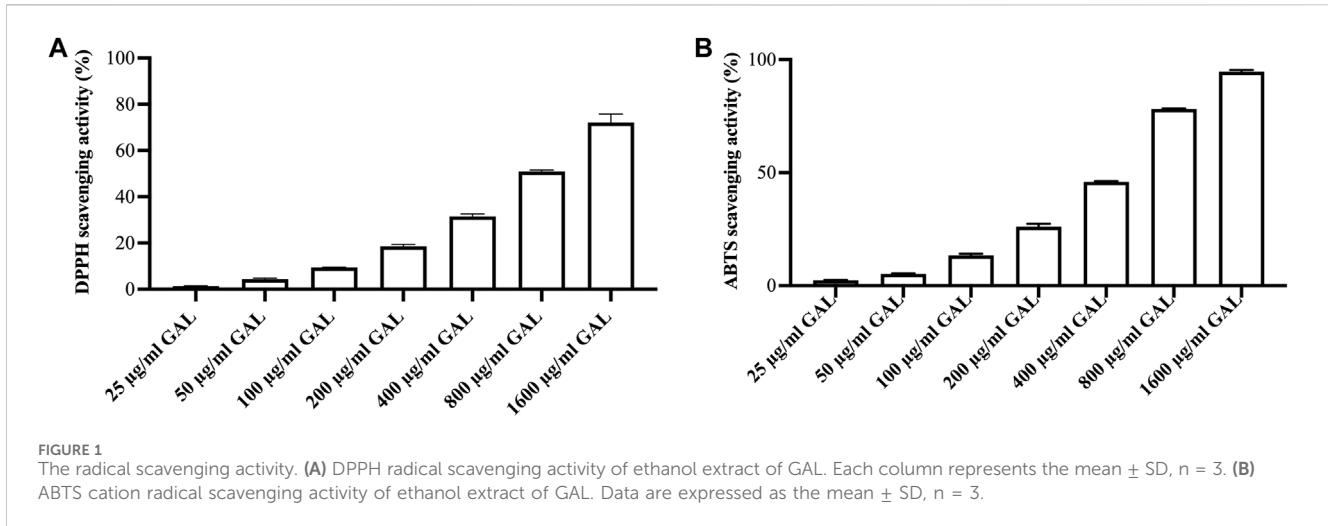 A
DPPH scavenging activity (%)
100
80
60
40
20
0
25 µg/ml GAL
50 µg/ml GAL
100 µg/ml GAL
200 µg/ml GAL
400 µg/ml GAL
800 µg/ml GAL
1600 µg/ml GAL
B
ABTS scavenging activity (%)
100
50
0
25 µg/ml GAL
50 µg/ml GAL
100 µg/ml GAL
200 µg/ml GAL
400 µg/ml GAL
800 µg/ml GAL
1600 µg/ml GAL
FIGURE 1
The radical scavenging activity. (A) DPPH radical scavenging activity of ethanol extract of GAL. Each column represents the mean ± SD, n = 3. (B)
ABTS cation radical scavenging activity of ethanol extract of GAL. Data are expressed as the mean ± SD, n = 3.